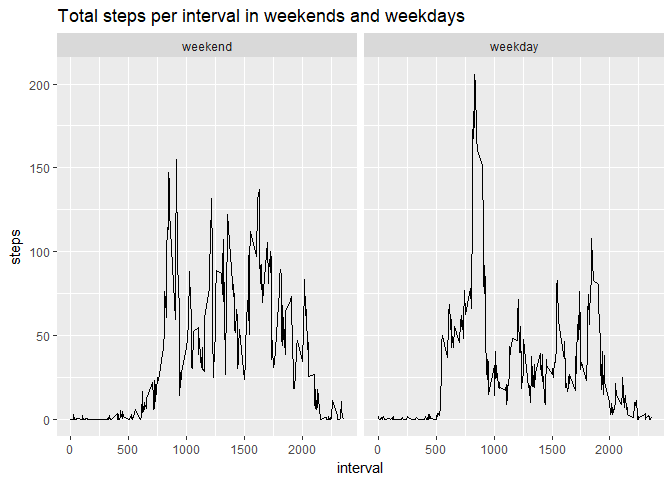 Total steps per interval in weekends and weekdays
weekend
weekday
200
150
100
50
0
steps
0 500 1000 1500 2000
0 500 1000 1500 2000
interval